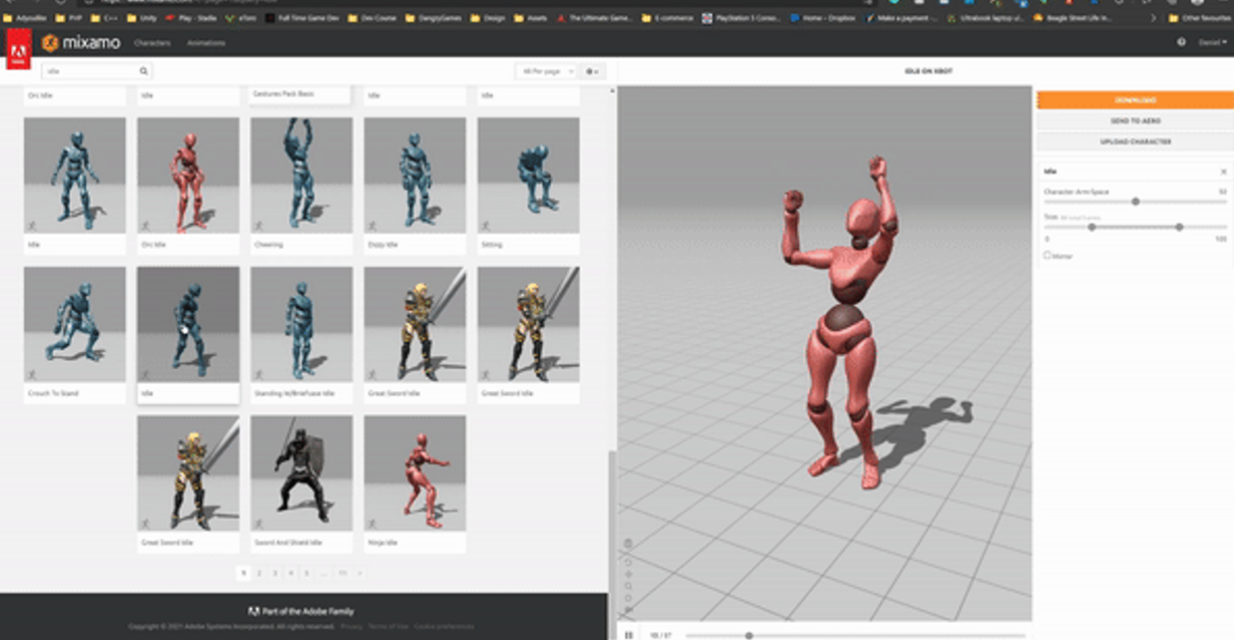 Adyoulike PHP C++ Unity Play - Stadia eToro Full Time Game Dev Dev Course DangryGames Design Assets The Ultimate Game... E-commerce PlayStation 5 Conso... Home - Dropbox Make a payment -... Ultrabook laptop -... Beagle Street Life In... Other favourites
mixamo Characters Animations Daniel
Idle 48 Per page IDLE ON XBOT
Orc Idle Idle Gestures Pack Basic Idle Idle
DOWNLOAD
SEND TO AERO
UPLOAD CHARACTER
Idle
Character Arm-Space 50
Trim
0 100
Mirror
Idle Orc Idle Cheering Dizzy Idle Sitting
Crouch To Stand Idle Standing W/Briefcase Idle Great Sword Idle Great Sword Idle
Great Sword Idle Sword And Shield Idle Ninja Idle
1 2 3 4 5 ... 11
Part of the Adobe Family
Copyright © 2021 Adobe Systems Incorporated. All rights reserved. Privacy Terms of Use Cookie preferences